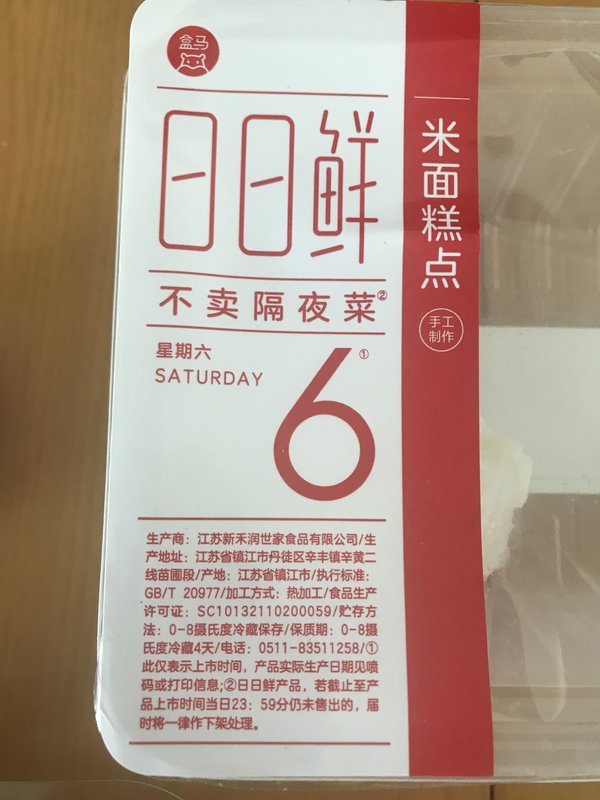 盒马
日日鲜
不卖隔夜菜②
星期六
SATURDAY
6①
生产商：江苏新禾润世家食品有限公司/生
产地址：江苏省镇江市丹徒区辛丰镇辛黄二
线苗圃段/产地：江苏省镇江市/执行标准：
GB/T 20977/加工方式：热加工/食品生产
许可证：SC10132110200059/贮存方
法：0-8摄氏度冷藏保存/保质期：0-8摄
氏度冷藏4天/电话：0511-83511258/①
此仅表示上市时间，产品实际生产日期见喷
码或打印信息;②日日鲜产品，若截止至产
品上市时间当日23：59分仍未售出的，届
时将一律作下架处理。
米面糕点
手工
制作